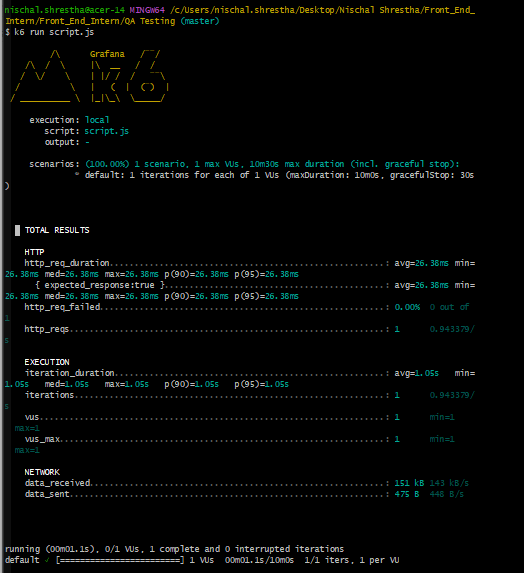 nischal.shrestha@acer-14 MINGW64 /c/Users/nischal.shrestha/Desktop/Nischal Shrestha/Front_End_
Intern/Front_End_Intern/QA Testing (master)
$ k6 run script.js
Grafana
execution: local
script: script.js
output: -
scenarios: (100.00%) 1 scenario, 1 max VUs, 10m30s max duration (incl. graceful stop):
* default: 1 iterations for each of 1 VUs (maxDuration: 10m0s, gracefulStop: 30s
)
TOTAL RESULTS
HTTP
http_req_duration.......................................................: avg=26.38ms min=
26.38ms med=26.38ms max=26.38ms p(90)=26.38ms p(95)=26.38ms
{ expected_response:true }............................................: avg=26.38ms min=
26.38ms med=26.38ms max=26.38ms p(90)=26.38ms p(95)=26.38ms
http_req_failed.........................................................: 0.00% 0 out of
1
http_reqs...............................................................: 1 0.943379/
s
EXECUTION
iteration_duration......................................................: avg=1.05s min=
1.05s med=1.05s max=1.05s p(90)=1.05s p(95)=1.05s
iterations..............................................................: 1 0.943379/
s
vus.....................................................................: 1 min=1
max=1
vus_max.................................................................: 1 min=1
max=1
NETWORK
data_received...........................................................: 151 kB 143 kB/s
data_sent...............................................................: 475 B 448 B/s
running (00m01.1s), 0/1 VUs, 1 complete and 0 interrupted iterations
default ✓ [========================] 1 VUs 00m01.1s/10m0s 1/1 iters, 1 per VU